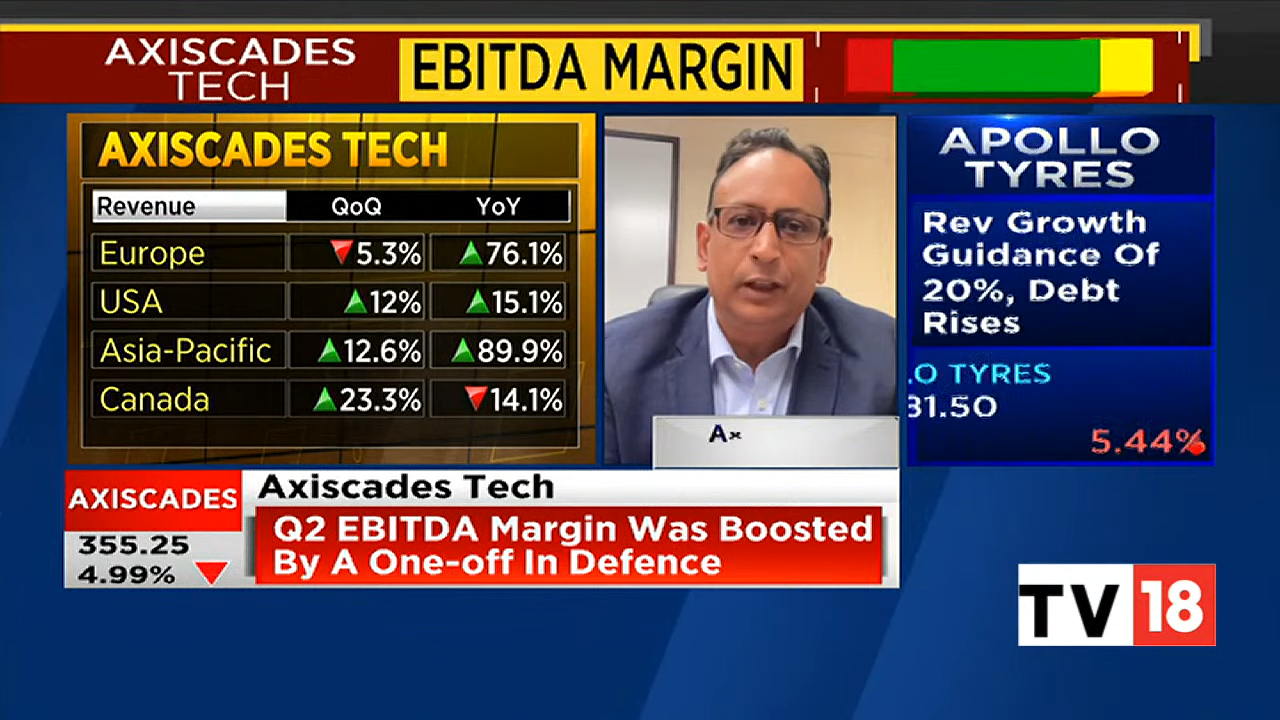 AXISCADES
TECH
EBITDA MARGIN
AXISCADES TECH
Revenue QoQ YoY
Europe 5.3% 76.1%
USA 12% 15.1%
Asia-Pacific 12.6% 89.9%
Canada 23.3% 14.1%
APOLLO
TYRES
Rev Growth
Guidance Of
20%, Debt
Rises
.O TYRES
31.50
5.44%
AXISCADES
355.25
4.99%
Axiscades Tech
Q2 EBITDA Margin Was Boosted
By A One-off In Defence
TV18